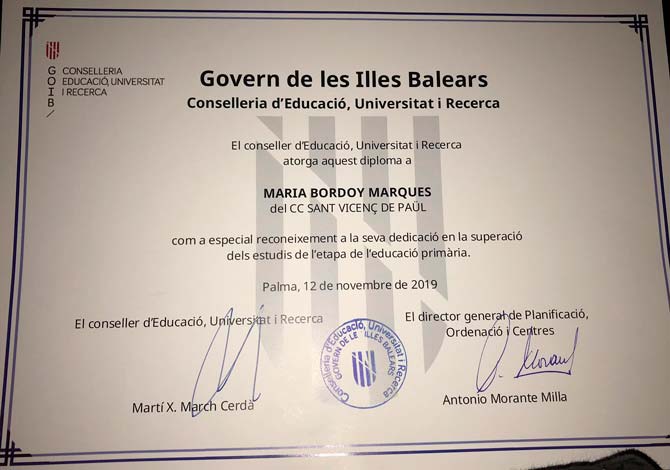 GOIB/
CONSELLERIA
EDUCACIÓ, UNIVERSITAT
I RECERCA
Govern de les Illes Balears
Conselleria d'Educació, Universitat i Recerca
El conseller d'Educació, Universitat i Recerca
atorga aquest diploma a
MARIA BORDOY MARQUES
del CC SANT VICENÇ DE PAÜL
com a especial reconeixement a la seva dedicació en la superació
dels estudis de l'etapa de l'educació primària.
Palma, 12 de novembre de 2019
El conseller d'Educació, Universitat i Recerca
El director general de Planificació,
Ordenació i Centres
Conselleria d'Educació, Universitat i Recerca
GOVERN DE LE ILLES BALEARS
Martí X. March Cerdà
Antonio Morante Milla